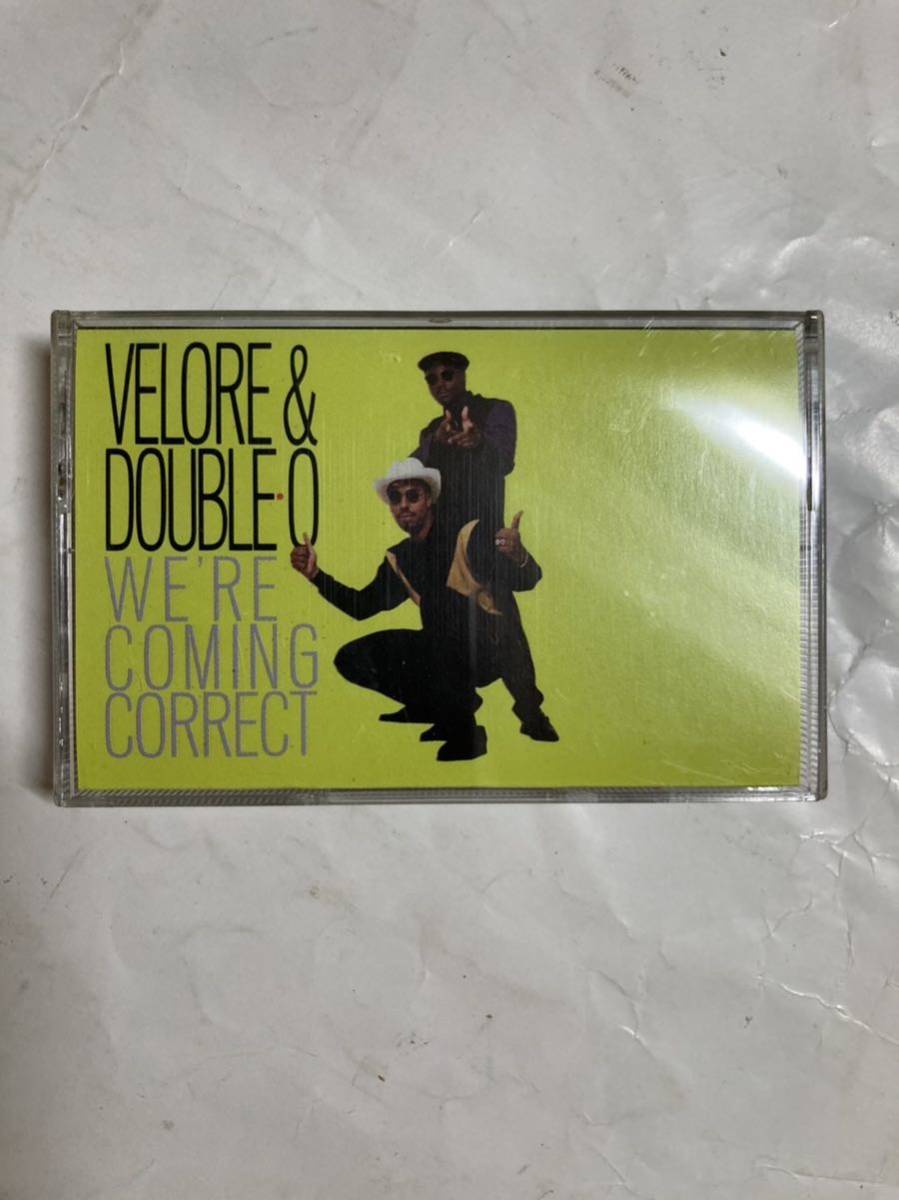 VELORE &
DOUBLE·O
WE'RE
COMING
CORRECT